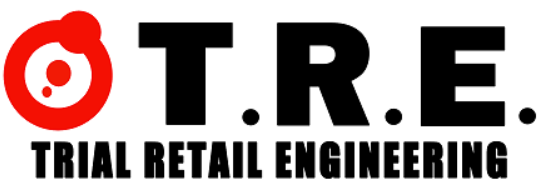 T.R.E.
TRIAL RETAIL ENGINEERING